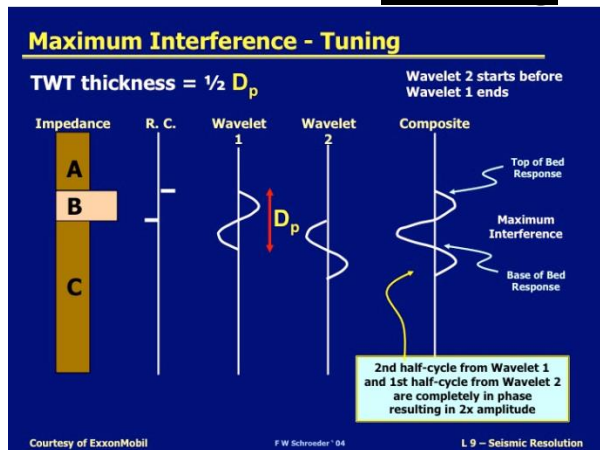 Maximum Interference - Tuning
TWT thickness = ½ Dp
Wavelet 2 starts before
Wavelet 1 ends
Impedance
R. C.
Wavelet
1
Wavelet
2
Composite
A
B
C
Dp
Top of Bed
Response
Maximum
Interference
Base of Bed
Response
2nd half-cycle from Wavelet 1
and 1st half-cycle from Wavelet 2
are completely in phase
resulting in 2x amplitude
Courtesy of ExxonMobil
F W Schroeder ' 04
L 9 – Seismic Resolution